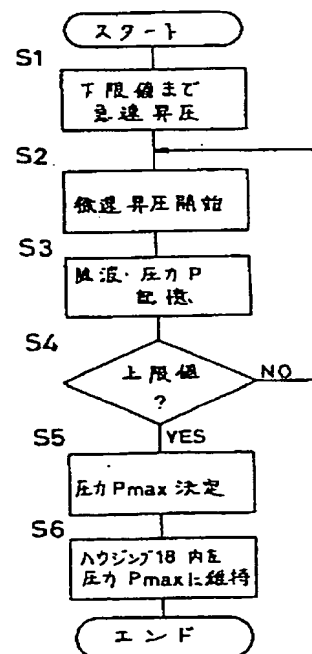 スタート
S1
下限値まで
急速昇圧
S2
微速昇圧開始
S3
脈波・圧力P
記憶
S4
上限値
?
NO
YES
S5
圧力Pmax決定
S6
ハウジング18内を
圧力Pmaxに維持
エンド